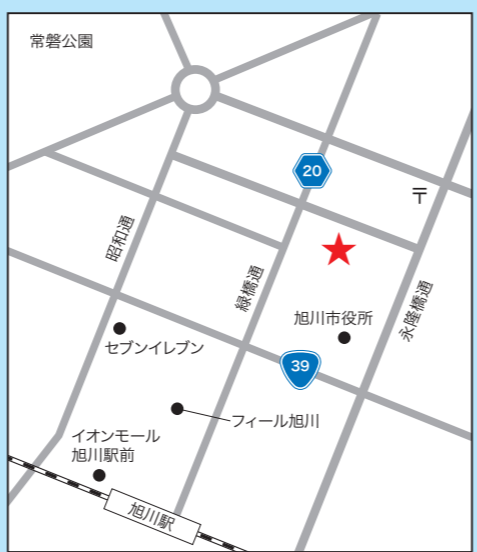 常磐公園
20
〒
昭和通
緑橋通
永隆橋通
旭川市役所
セブンイレブン
39
フィール旭川
イオンモール
旭川駅前
旭川駅